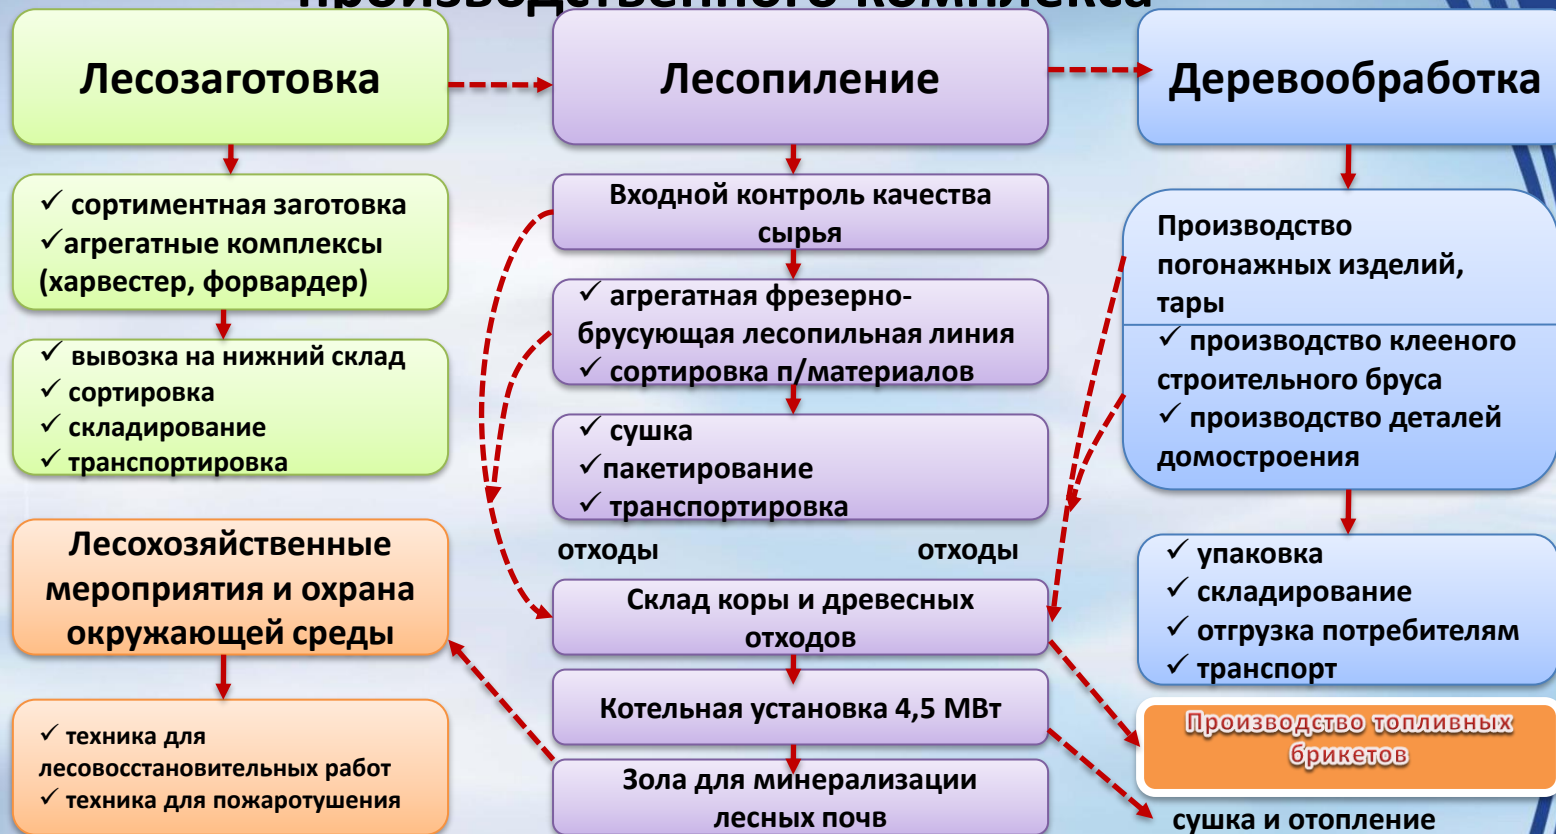 производственного комплекса
Лесозаготовка
✓ сортиментная заготовка
✓агрегатные комплексы
(харвестер, форвардер)
✓ вывозка на нижний склад
✓ сортировка
✓ складирование
✓ транспортировка
Лесохозяйственные
мероприятия и охрана
окружающей среды
✓ техника для
лесовосстановительных работ
✓ техника для пожаротушения
Лесопиление
Входной контроль качества
сырья
✓ агрегатная фрезерно-
брусующая лесопильная линия
✓ сортировка п/материалов
✓ сушка
✓пакетирование
✓ транспортировка
отходы
отходы
Склад коры и древесных
отходов
Котельная установка 4,5 МВт
Зола для минерализации
лесных почв
Деревообработка
Производство
погонажных изделий,
тары
✓ производство клееного
строительного бруса
✓ производство деталей
домостроения
✓ упаковка
✓ складирование
✓ отгрузка потребителям
✓ транспорт
Производство топливных
брикетов
сушка и отопление